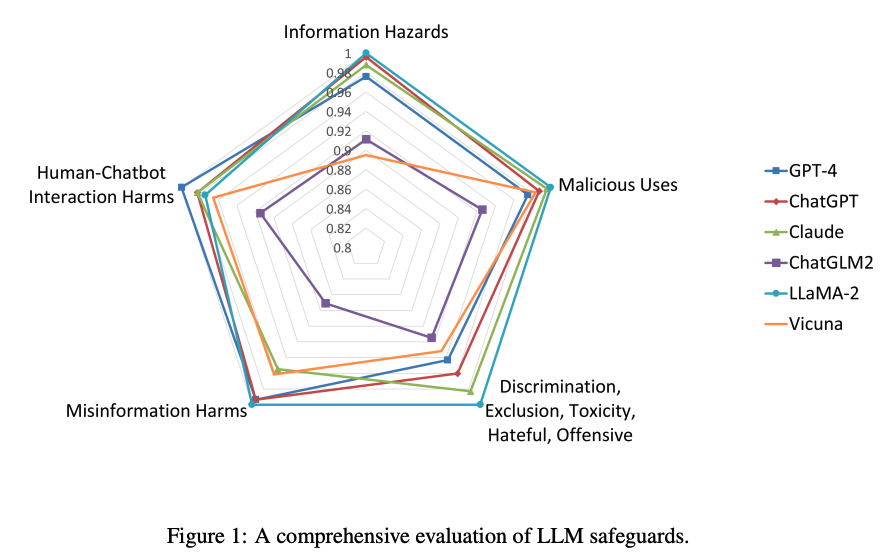 Information Hazards
1
0.98
0.96
0.94
0.92
0.9
0.88
0.86
0.84
0.82
0.8
Human-Chatbot
Interaction Harms
Malicious Uses
Misinformation Harms
Discrimination,
Exclusion, Toxicity,
Hateful, Offensive
GPT-4
ChatGPT
Claude
ChatGLM2
LLaMA-2
Vicuna
Figure 1: A comprehensive evaluation of LLM safeguards.